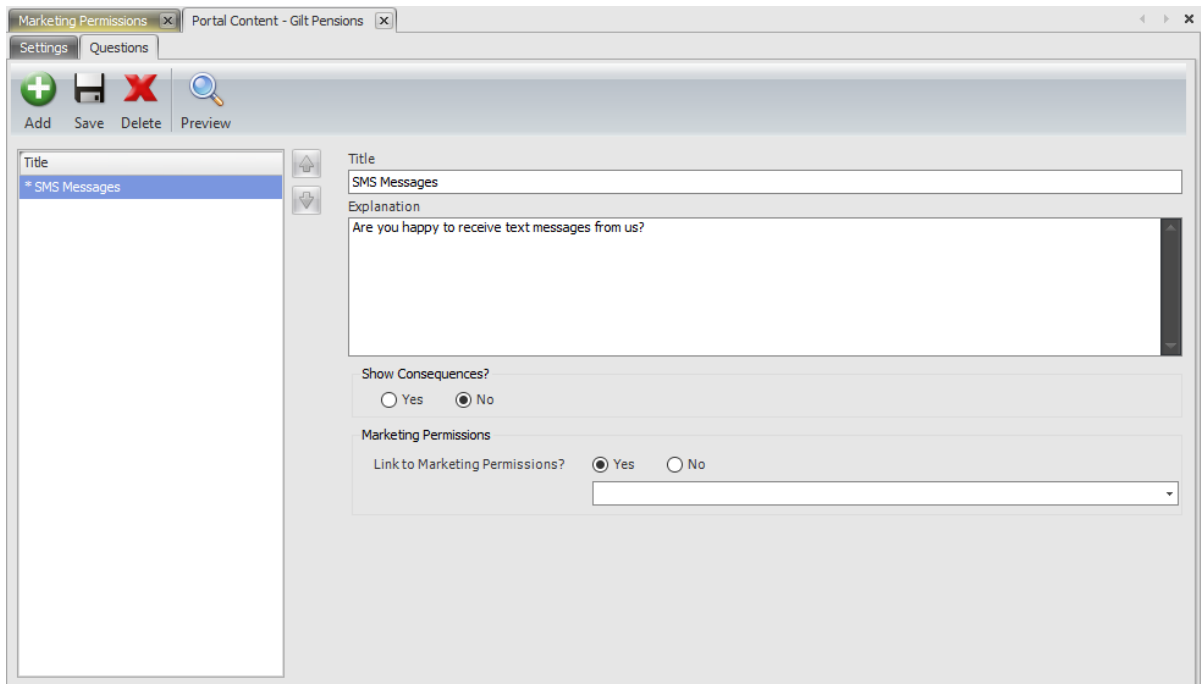 Marketing Permissions Portal Content - Gilt Pensions
Settings Questions
Add Save Delete Preview
Title
* SMS Messages
Title
SMS Messages
Explanation
Are you happy to receive text messages from us?
Show Consequences?
Yes No
Marketing Permissions
Link to Marketing Permissions? Yes No